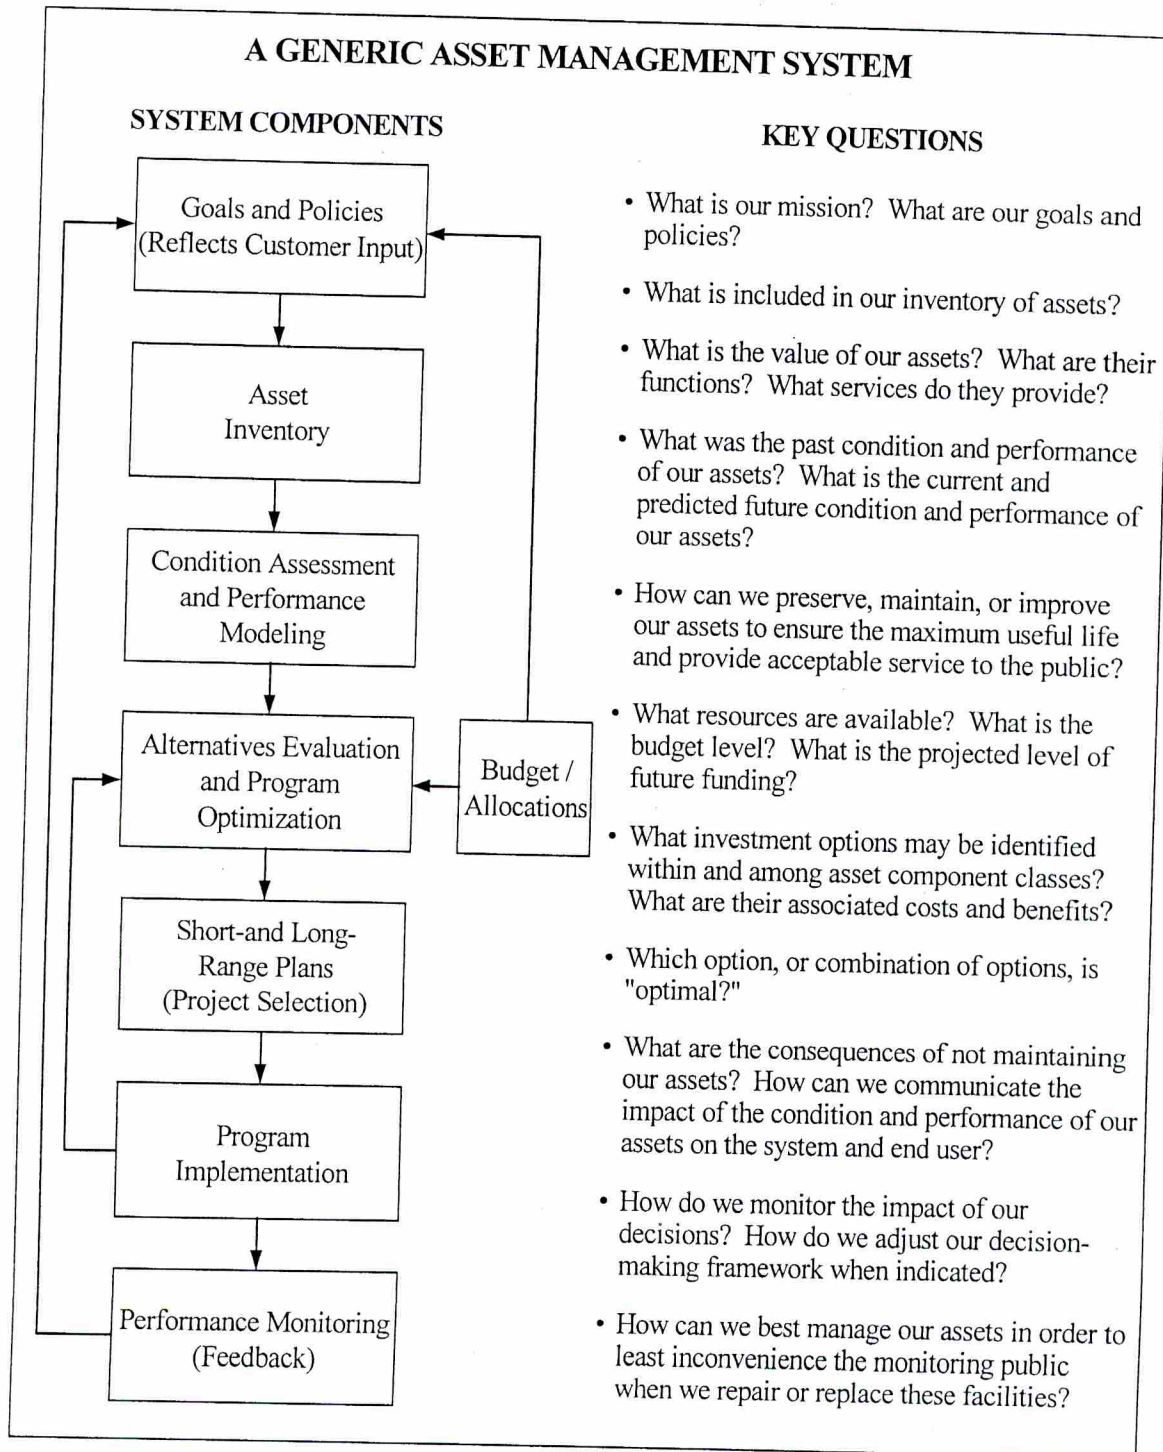 A GENERIC ASSET MANAGEMENT SYSTEM
SYSTEM COMPONENTS
Goals and Policies
(Reflects Customer Input)
Asset
Inventory
Condition Assessment
and Performance
Modeling
Alternatives Evaluation
and Program
Optimization
Budget /
Allocations
Short-and Long-
Range Plans
(Project Selection)
Program
Implementation
Performance Monitoring
(Feedback)
KEY QUESTIONS
• What is our mission? What are our goals and
policies?
• What is included in our inventory of assets?
• What is the value of our assets? What are their
functions? What services do they provide?
• What was the past condition and performance
of our assets? What is the current and
predicted future condition and performance of
our assets?
• How can we preserve, maintain, or improve
our assets to ensure the maximum useful life
and provide acceptable service to the public?
• What resources are available? What is the
budget level? What is the projected level of
future funding?
• What investment options may be identified
within and among asset component classes?
What are their associated costs and benefits?
• Which option, or combination of options, is
"optimal?"
• What are the consequences of not maintaining
our assets? How can we communicate the
impact of the condition and performance of our
assets on the system and end user?
• How do we monitor the impact of our
decisions? How do we adjust our decision-
making framework when indicated?
• How can we best manage our assets in order to
least inconvenience the monitoring public
when we repair or replace these facilities?